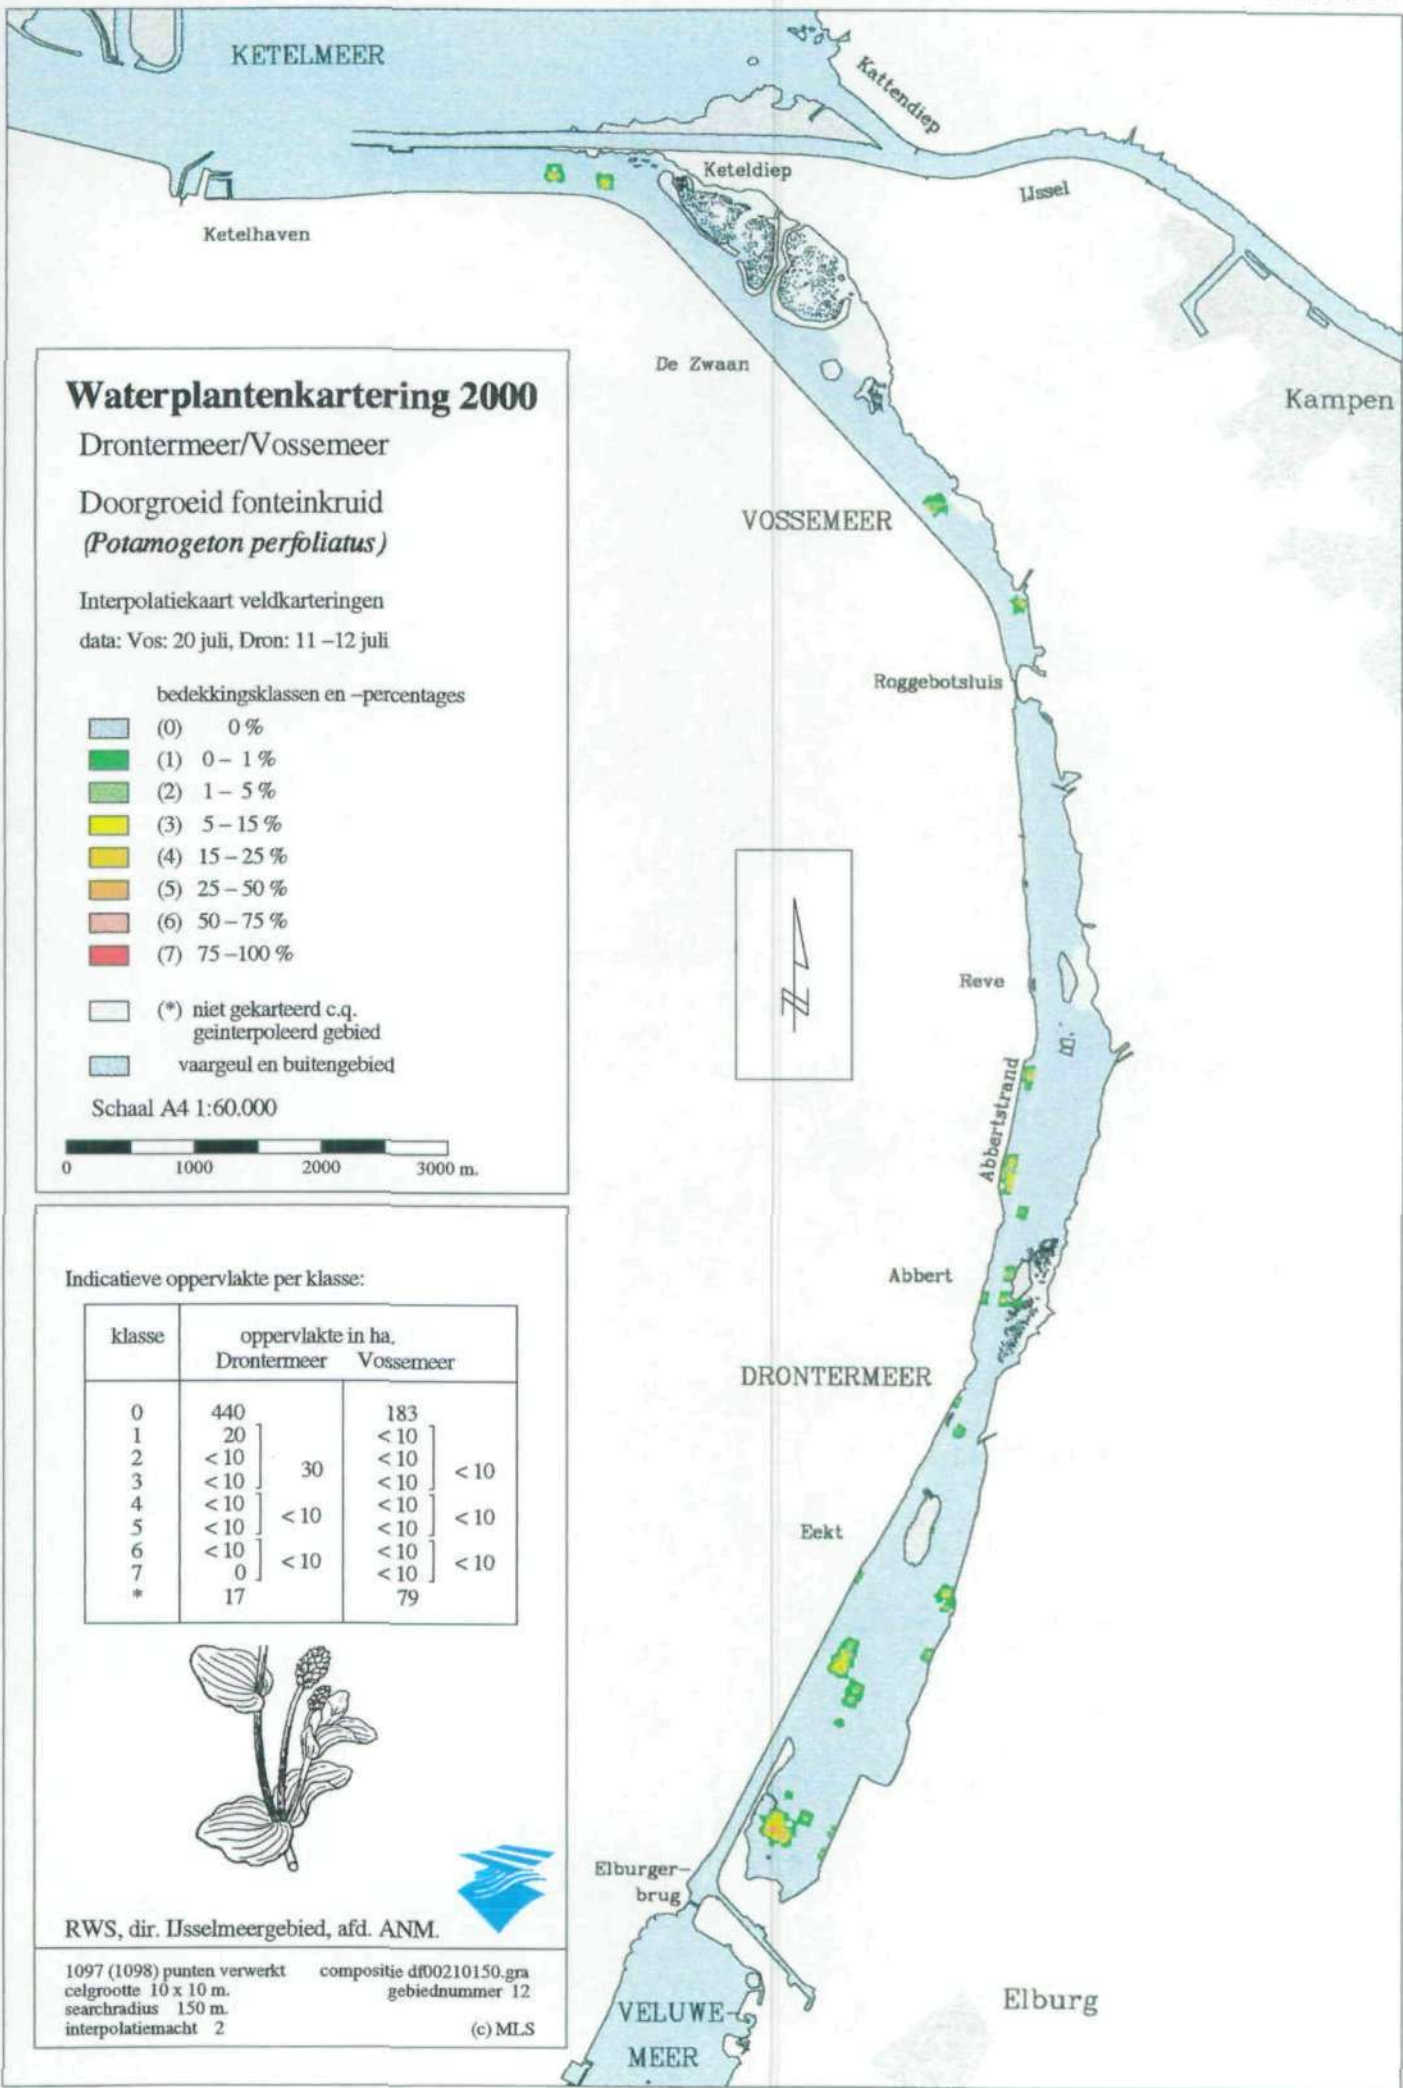 KETELMEER
Kattendiep
Keteldiep
IJssel
Ketelhaven
De Zwaan
Kampen
Waterplantenkartering 2000
Drontermeer/Vossemeer
Doorgroeid fonteinkruid
(Potamogeton perfoliatus)
Interpolatiekaart veldkarteringen
data: Vos: 20 juli, Dron: 11 –12 juli
bedekkingsklassen en –percentages
(0) 0 %
(1) 0 – 1 %
(2) 1 – 5 %
(3) 5 – 15 %
(4) 15 – 25 %
(5) 25 – 50 %
(6) 50 – 75 %
(7) 75 –100 %
(*) niet gekarteerd c.q.
geinterpoleerd gebied
vaargeul en buitengebied
Schaal A4 1:60.000
0 1000 2000 3000 m.
VOSSEMEER
Roggebotsluis
Reve
Abbertstrand
Abbert
DRONTERMEER
Eekt
Elburger–
brug
VELUWE–
MEER
Elburg
Indicatieve oppervlakte per klasse:
klasse oppervlakte in ha.
Drontermeer Vossemeer
0 440 183
1 20 < 10
2 < 10 30 < 10 < 10
3 < 10 < 10
4 < 10 < 10 < 10 < 10
5 < 10 < 10
6 < 10 < 10 < 10 < 10
7 0 < 10
* 17 79
RWS, dir. IJsselmeergebied, afd. ANM.
1097 (1098) punten verwerkt compositie df00210150.gra
celgrootte 10 x 10 m. gebiednummer 12
searchradius 150 m.
interpolatiemacht 2 (c) MLS